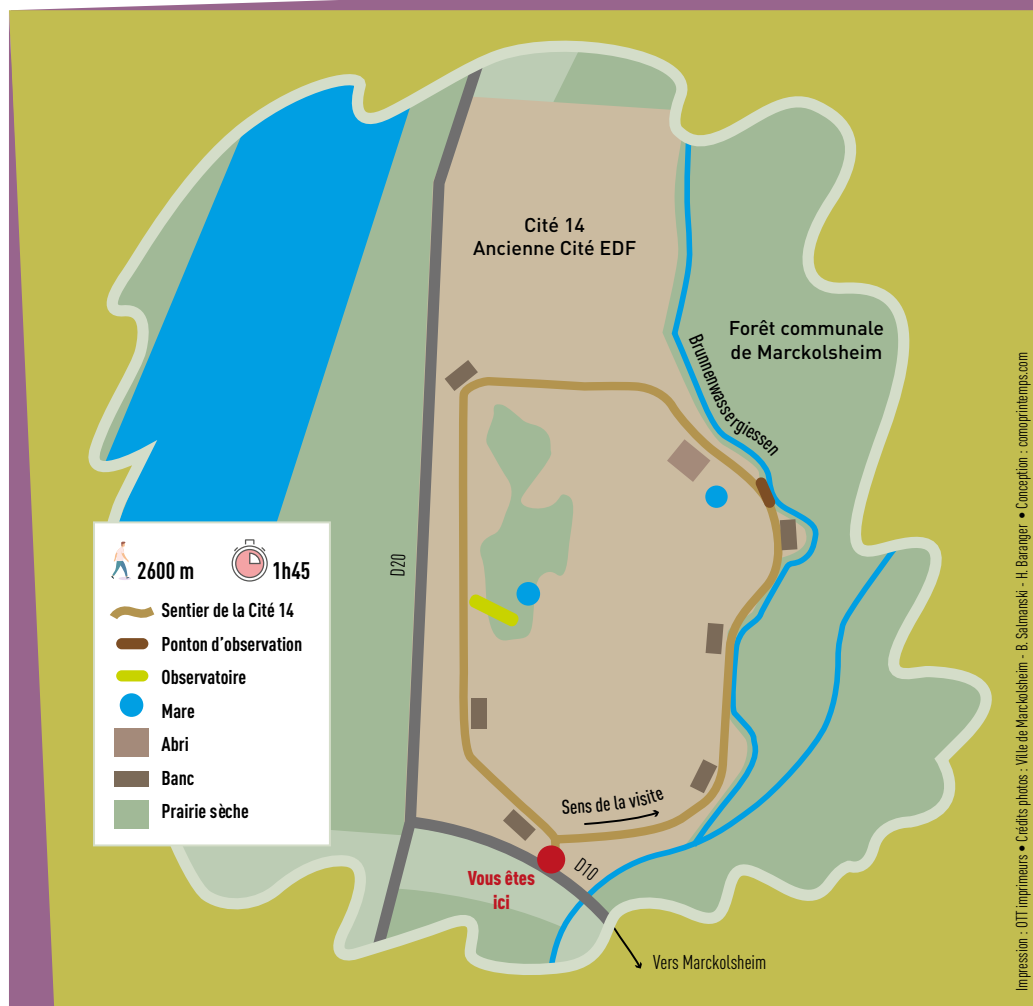 Cité 14
Ancienne Cité EDF
Forêt communale
de Marckolsheim
Brunnenwassergiessen
D20
2600 m
1h45
Sentier de la Cité 14
Ponton d'observation
Observatoire
Mare
Abri
Banc
Prairie sèche
Sens de la visite
D10
Vous êtes
ici
Vers Marckolsheim
Impression : OTT imprimeurs • Crédits photos : Ville de Marckolsheim - B. Salmanski - H. Baranger • Conception : comoprintemps.com